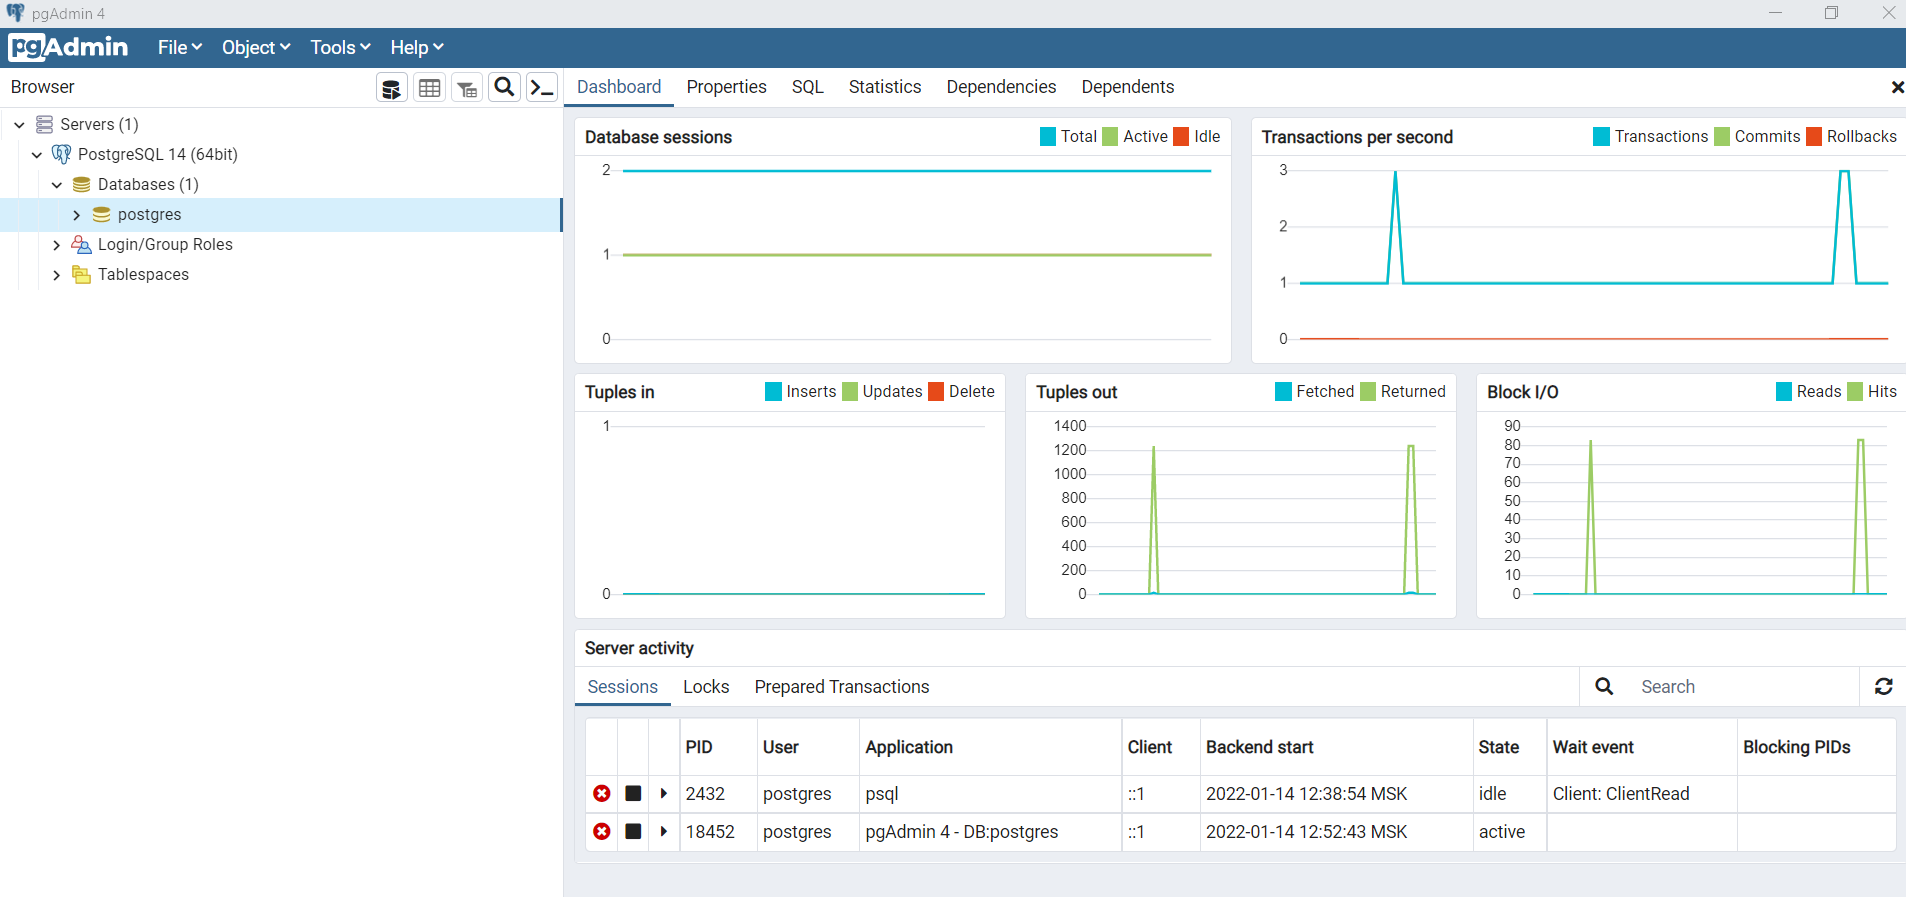 pgAdmin 4
pgAdmin File Object Tools Help
Browser
Servers (1)
PostgreSQL 14 (64bit)
Databases (1)
postgres
Login/Group Roles
Tablespaces
Dashboard Properties SQL Statistics Dependencies Dependents
Database sessions Total Active Idle
2
1
0
Transactions per second Transactions Commits Rollbacks
3
2
1
0
Tuples in Inserts Updates Delete
1
0
Tuples out Fetched Returned
1400
1200
1000
800
600
400
200
0
Block I/O Reads Hits
90
80
70
60
50
40
30
20
10
0
Server activity
Sessions Locks Prepared Transactions Search
PID User Application Client Backend start State Wait event Blocking PIDs
2432 postgres psql ::1 2022-01-14 12:38:54 MSK idle Client: ClientRead
18452 postgres pgAdmin 4 - DB:postgres ::1 2022-01-14 12:52:43 MSK active